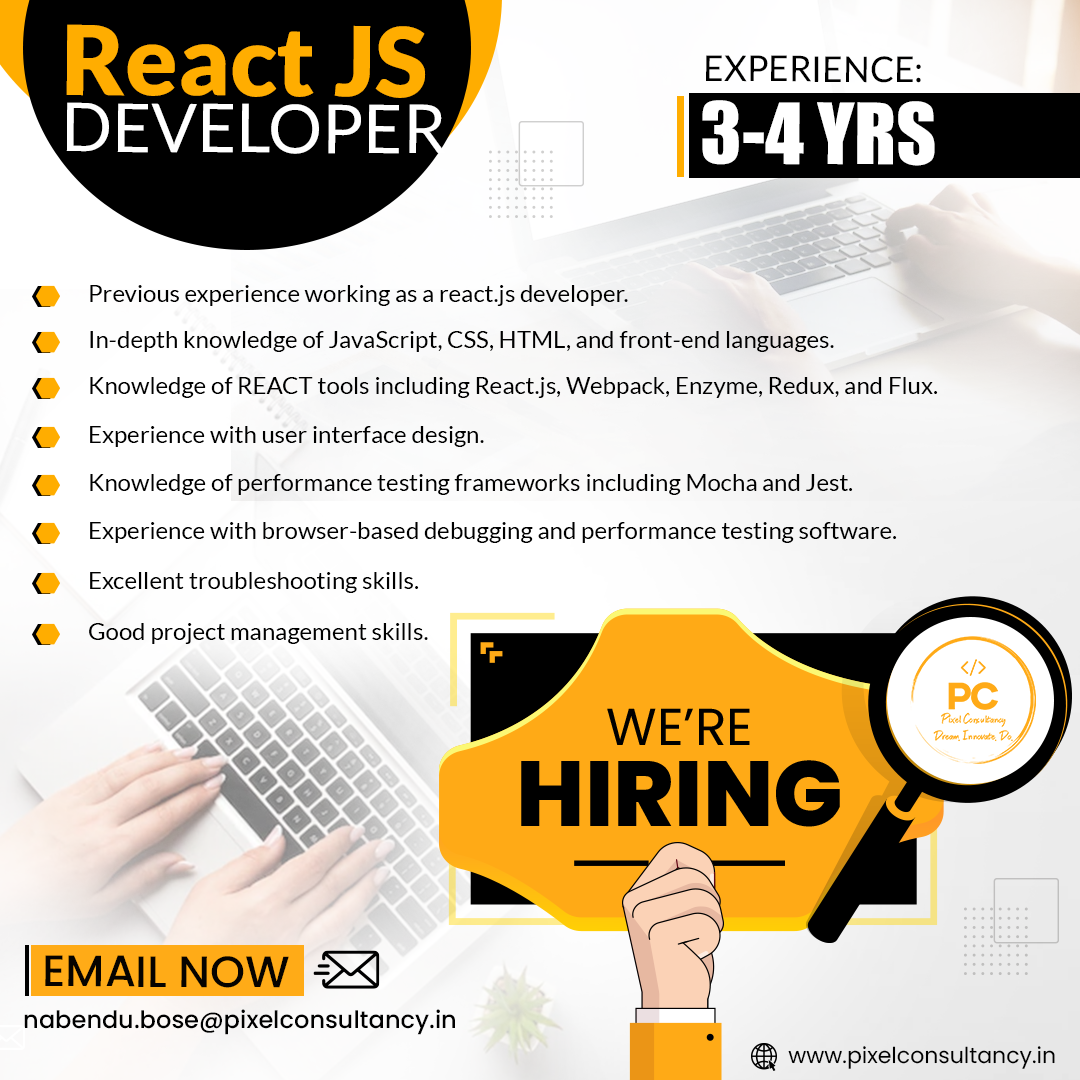 React JS
DEVELOPER
EXPERIENCE:
3-4 YRS
Previous experience working as a react.js developer.
In-depth knowledge of JavaScript, CSS, HTML, and front-end languages.
Knowledge of REACT tools including React.js, Webpack, Enzyme, Redux, and Flux.
Experience with user interface design.
Knowledge of performance testing frameworks including Mocha and Jest.
Experience with browser-based debugging and performance testing software.
Excellent troubleshooting skills.
Good project management skills.
</>
PC
Pixel Consultancy
Dream, Innovate, Do.
WE'RE
HIRING
EMAIL NOW
nabendu.bose@pixelconsultancy.in
www.pixelconsultancy.in